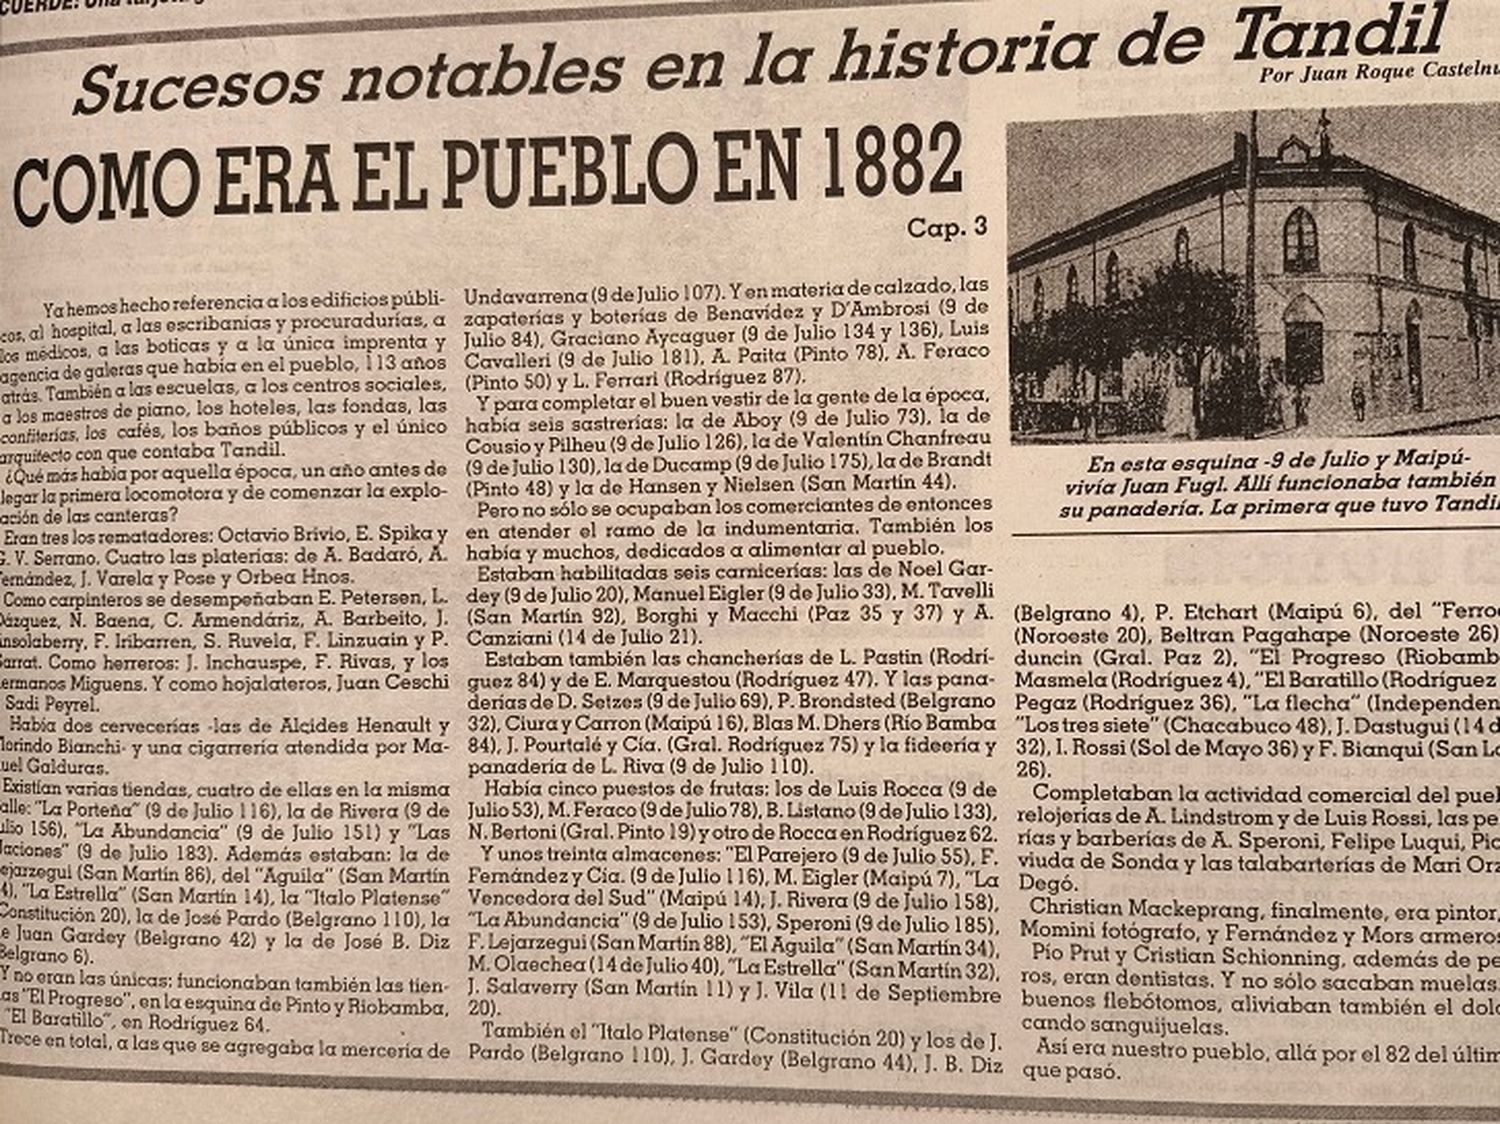 Sucesos notables en la historia de Tandil
Por Juan Roque
COMO ERA EL PUEBLO EN 1882
Cap. 3
Ya hemos hecho referencia a los edificios públi-
cos, al hospital, a las escribanías y procuradurías, a
los médicos, a las boticas y a la única imprenta y
agencia de galeras que había en el pueblo, 113 años
atrás. También a las escuelas, a los centros sociales,
a los maestros de piano, los hoteles, las fondas, las
confiterías, los cafés, los baños públicos y el único
arquitecto con que contaba Tandil.
¿Qué más había por aquella época, un año antes de
llegar la primera locomotora y de comenzar la explo-
ación de las canteras?
Eran tres los rematadores: Octavio Brivio, E. Spika y
G. V. Serrano. Cuatro las platerías: de A. Badaró, A.
Fernández, J. Varela y Pose y Orbea Hnos.
Como carpinteros se desempeñaban E. Petersen, L.
N. Baena, C. Armendáriz, A. Barbeito, J.
F. Iribarren, S. Ruvela, F. Linzuain y P.
Como herreros: J. Inchauspe, F. Rivas, y los
Miguens. Y como hojalateros, Juan Ceschi
Sadi Peyrel.
Había dos cervecerías -las de Alcides Henault y
Bianchi- y una cigarrería atendida por Ma-
uel Galduras.
Existían varias tiendas, cuatro de ellas en la misma
alle: "La Porteña" (9 de Julio 116), la de Rivera (9 de
ulio 156), "La Abundancia" (9 de Julio 151) y "Las
Naciones" (9 de Julio 183). Además estaban: la de
ejarzegui (San Martín 86), del "Aguila" (San Martín
"La Estrella" (San Martín 14), la "Italo Platense"
Constitución 20), la de José Pardo (Belgrano 110), la
e Juan Gardey (Belgrano 42) y la de José B. Diz
Belgrano 6).
Y no eran las únicas: funcionaban también las tien-
as "El Progreso", en la esquina de Pinto y Riobamba,
"El Baratillo", en Rodríguez 64.
Trece en total, a las que se agregaba la mercería de
Undavarrena (9 de Julio 107). Y en materia de calzado, las
zapaterías y boterías de Benavídez y D'Ambrosi (9 de
Julio 84), Graciano Aycaguer (9 de Julio 134 y 136), Luis
Cavalleri (9 de Julio 181), A. Paita (Pinto 78), A. Feraco
(Pinto 50) y L. Ferrari (Rodríguez 87).
Y para completar el buen vestir de la gente de la época,
había seis sastrerías: la de Aboy (9 de Julio 73), la de
Cousio y Pilheu (9 de Julio 126), la de Valentín Chanfreau
(9 de Julio 130), la de Ducamp (9 de Julio 175), la de Brandt
(Pinto 48) y la de Hansen y Nielsen (San Martín 44).
Pero no sólo se ocupaban los comerciantes de entonces
en atender el ramo de la indumentaria. También los
había y muchos, dedicados a alimentar al pueblo.
Estaban habilitadas seis carnicerías: las de Noel Gar-
dey (9 de Julio 20), Manuel Eigler (9 de Julio 33), M. Tavelli
(San Martín 92), Borghi y Macchi (Paz 35 y 37) y A.
Canziani (14 de Julio 21).
Estaban también las chancherías de L. Pastin (Rodrí-
guez 84) y de E. Marquestou (Rodríguez 47). Y las pana-
derías de D. Setzes (9 de Julio 69), P. Brondsted (Belgrano
32), Ciura y Carron (Maipú 16), Blas M. Dhers (Río Bamba
84), J. Pourtalé y Cía. (Gral. Rodríguez 75) y la fideería y
panadería de L. Riva (9 de Julio 110).
Había cinco puestos de frutas: los de Luis Rocca (9 de
Julio 53), M. Feraco (9 de Julio 78), B. Listano (9 de Julio 133),
N. Bertoni (Gral. Pinto 19) y otro de Rocca en Rodríguez 62.
Y unos treinta almacenes: "El Parejero (9 de Julio 55), F.
Fernández y Cía. (9 de Julio 116), M. Eigler (Maipú 7), "La
Vencedora del Sud" (Maipú 14), J. Rivera (9 de Julio 158),
"La Abundancia" (9 de Julio 153), Speroni (9 de Julio 185),
F. Lejarzegui (San Martín 88), "El Aguila" (San Martín 34),
M. Olaechea (14 de Julio 40), "La Estrella" (San Martín 32),
J. Salaverry (San Martín 11) y J. Vila (11 de Septiembre
20).
También el "Italo Platense" (Constitución 20) y los de J.
Pardo (Belgrano 110), J. Gardey (Belgrano 44), J. B. Diz
En esta esquina -9 de Julio y Maipú-
vivía Juan Fugl. Allí funcionaba también
su panadería. La primera que tuvo Tandil
(Belgrano 4), P. Etchart (Maipú 6), del "Ferroc
(Noroeste 20), Beltran Pagahape (Noroeste 26)
duncin (Gral. Paz 2), "El Progreso (Riobamb
Masmela (Rodríguez 4), "El Baratillo (Rodríguez
Pegaz (Rodríguez 36), "La flecha" (Independen
"Los tres siete" (Chacabuco 48), J. Dastugui (14 d
32), I. Rossi (Sol de Mayo 36) y F. Bianqui (San Lo
26).
Completaban la actividad comercial del pueb
relojerías de A. Lindstrom y de Luis Rossi, las pe
rías y barberías de A. Speroni, Felipe Luqui, Pic
viuda de Sonda y las talabarterías de Mari Orz
Degó.
Christian Mackeprang, finalmente, era pintor,
Momini fotógrafo, y Fernández y Mors armeros
Pío Prut y Cristian Schionning, además de pe
ros, eran dentistas. Y no sólo sacaban muelas.
buenos flebótomos, aliviaban también el dolo
cando sanguijuelas.
Así era nuestro pueblo, allá por el 82 del últim
que pasó.